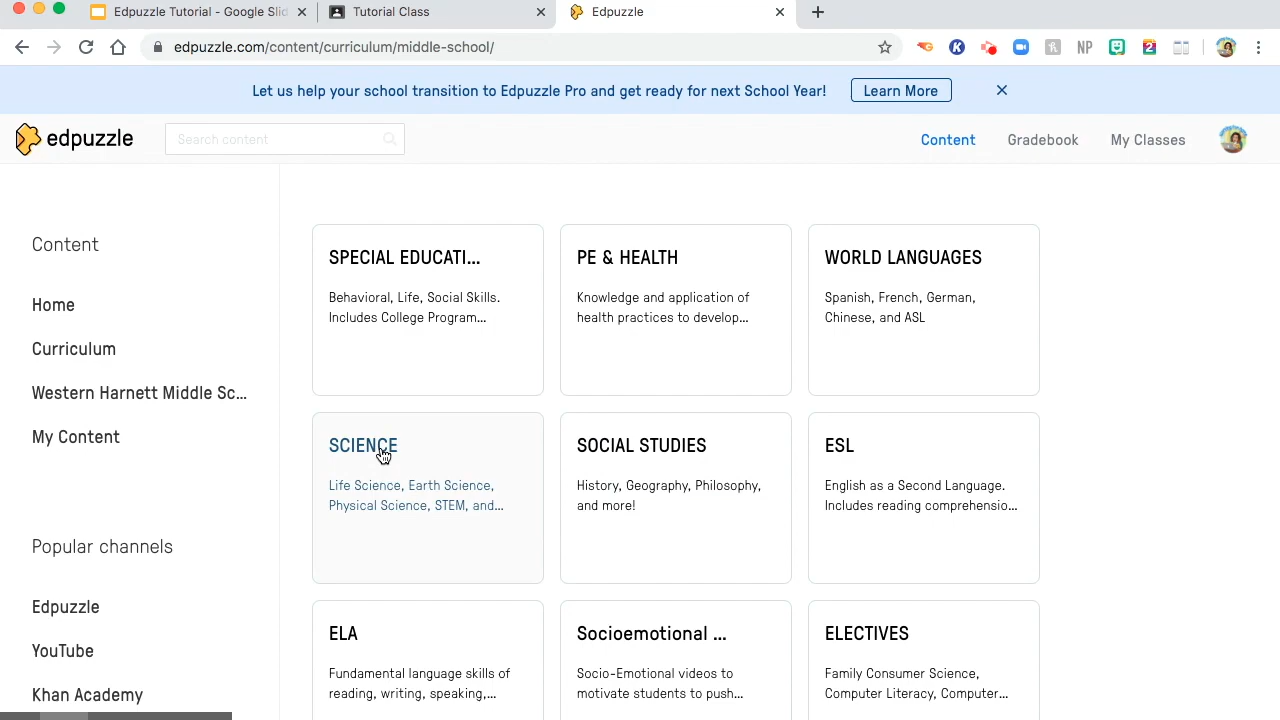 Edpuzzle Tutorial - Google Slid
Tutorial Class
Edpuzzle
edpuzzle.com/content/curriculum/middle-school/
NP
Let us help your school transition to Edpuzzle Pro and get ready for next School Year!
Learn More
edpuzzle
Search content
Content
Gradebook
My Classes
Content
Home
Curriculum
Western Harnett Middle Sc...
My Content
Popular channels
Edpuzzle
YouTube
Khan Academy
SPECIAL EDUCATI...
Behavioral, Life, Social Skills.
Includes College Program...
PE & HEALTH
Knowledge and application of
health practices to develop...
WORLD LANGUAGES
Spanish, French, German,
Chinese, and ASL
SCIENCE
Life Science, Earth Science,
Physical Science, STEM, and...
SOCIAL STUDIES
History, Geography, Philosophy,
and more!
ESL
English as a Second Language.
Includes reading comprehensio...
ELA
Fundamental language skills of
reading, writing, speaking,...
Socioemotional ...
Socio-Emotional videos to
motivate students to push...
ELECTIVES
Family Consumer Science,
Computer Literacy, Computer...